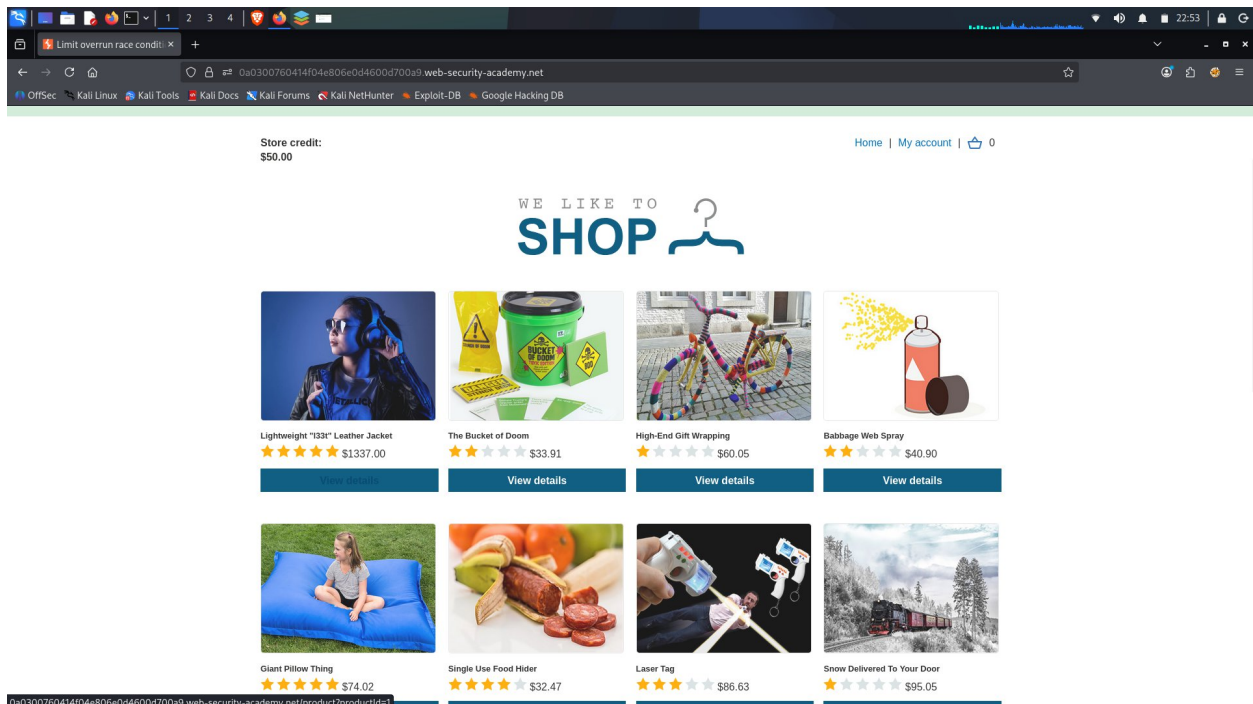 1 2 3 4 22:53
Limit overrun race conditi
0a0300760414f04e806e0d4600d700a9.web-security-academy.net
OffSec Kali Linux Kali Tools Kali Docs Kali Forums Kali NetHunter Exploit-DB Google Hacking DB
Store credit:
$50.00
Home | My account | 0
WE LIKE TO
SHOP
BUCKET OF DOOM
Lightweight "l33t" Leather Jacket The Bucket of Doom High-End Gift Wrapping Babbage Web Spray
$1337.00 $33.91 $60.05 $40.90
View details View details View details View details
Giant Pillow Thing Single Use Food Hider Laser Tag Snow Delivered To Your Door
$74.02 $32.47 $86.63 $95.05
0a0300760414f04e806e0d4600d700a9.web-security-academy.net/product?productId=1